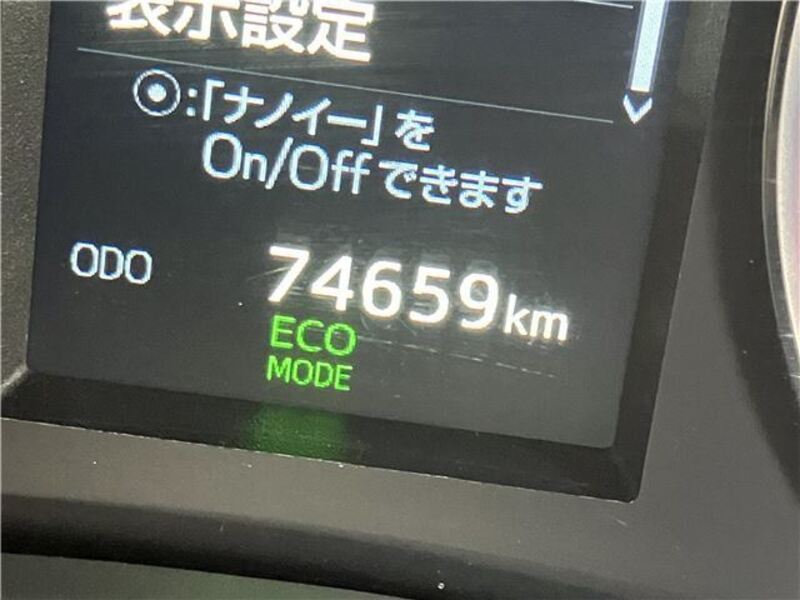 表示設定
⦿:「ナノイー」を
On/Offできます
ODO 74659km
ECO
MODE